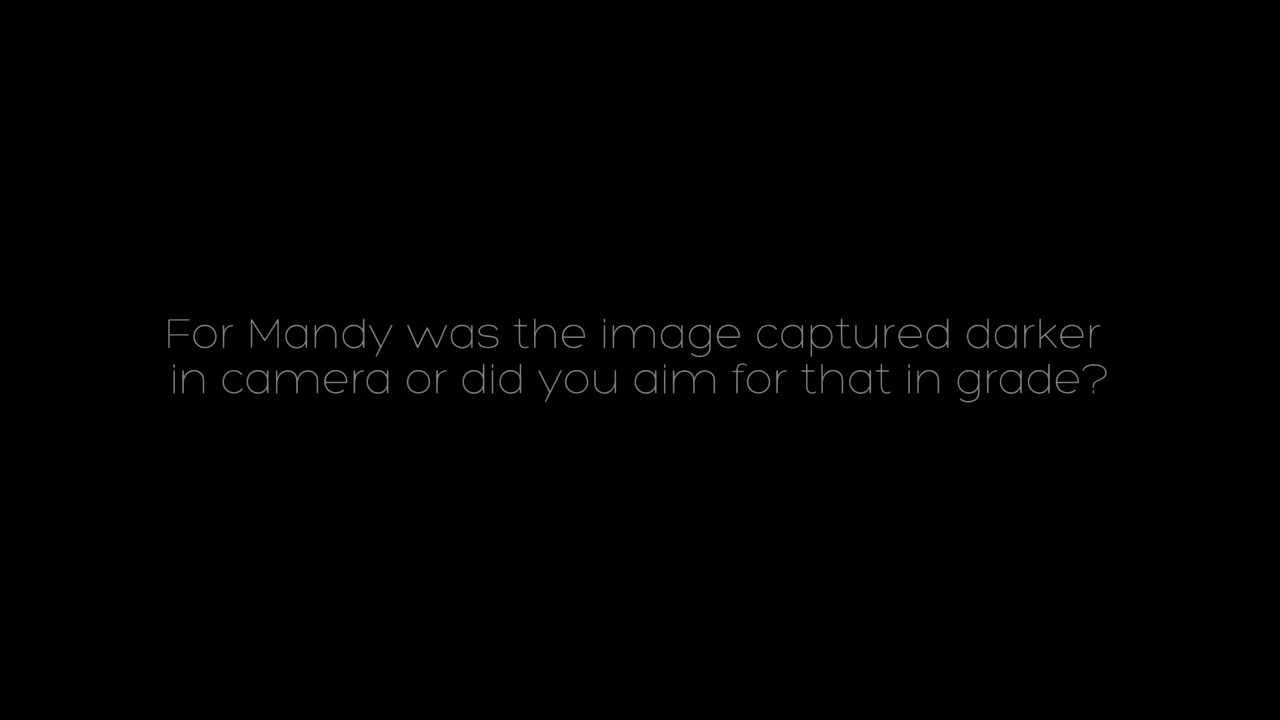 For Mandy was the image captured darker
in camera or did you aim for that in grade?